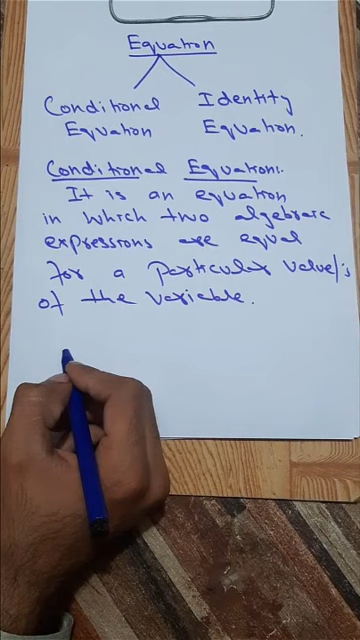 Equation
Conditional Identity
Equation Equation.
Conditional Equation:-
It is an equation
in which two algebraic
expressions are equal
for a particular value/s
of the variable.